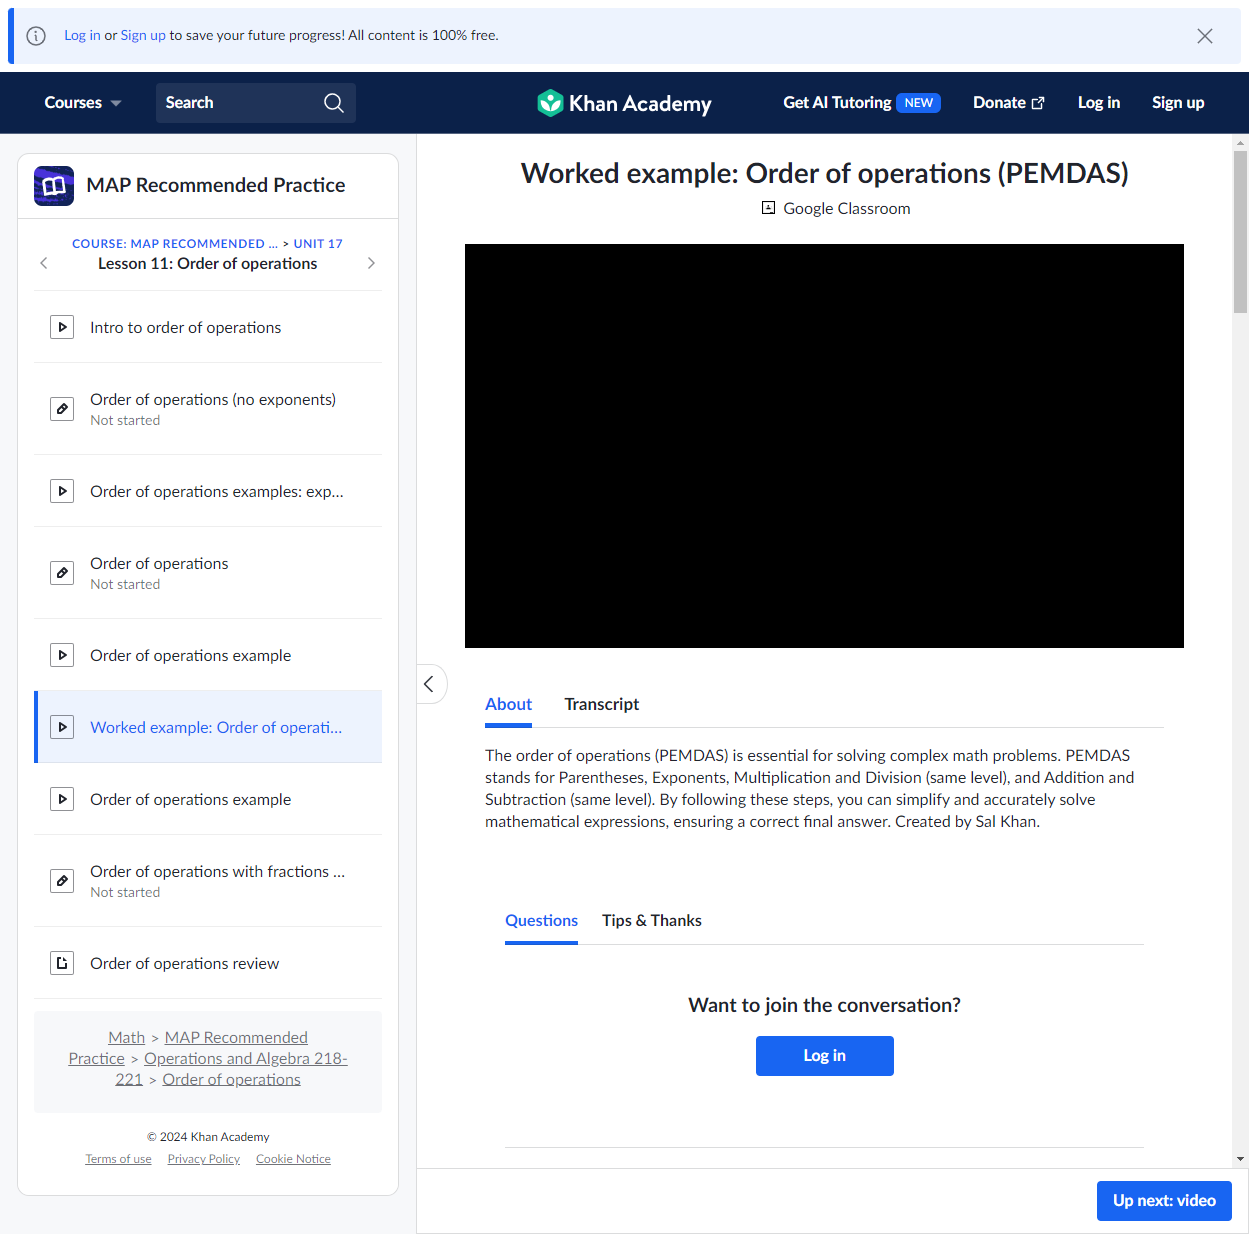 Log in or Sign up to save your future progress! All content is 100% free.
Courses
Search
Khan Academy
Get AI Tutoring NEW
Donate
Log in
Sign up
MAP Recommended Practice
COURSE: MAP RECOMMENDED ... > UNIT 17
Lesson 11: Order of operations
Intro to order of operations
Order of operations (no exponents)
Not started
Order of operations examples: exp...
Order of operations
Not started
Order of operations example
Worked example: Order of operati...
Order of operations example
Order of operations with fractions ...
Not started
Order of operations review
Math > MAP Recommended
Practice > Operations and Algebra 218-
221 > Order of operations
© 2024 Khan Academy
Terms of use Privacy Policy Cookie Notice
Worked example: Order of operations (PEMDAS)
Google Classroom
About Transcript
The order of operations (PEMDAS) is essential for solving complex math problems. PEMDAS
stands for Parentheses, Exponents, Multiplication and Division (same level), and Addition and
Subtraction (same level). By following these steps, you can simplify and accurately solve
mathematical expressions, ensuring a correct final answer. Created by Sal Khan.
Questions Tips & Thanks
Want to join the conversation?
Log in
Up next: video